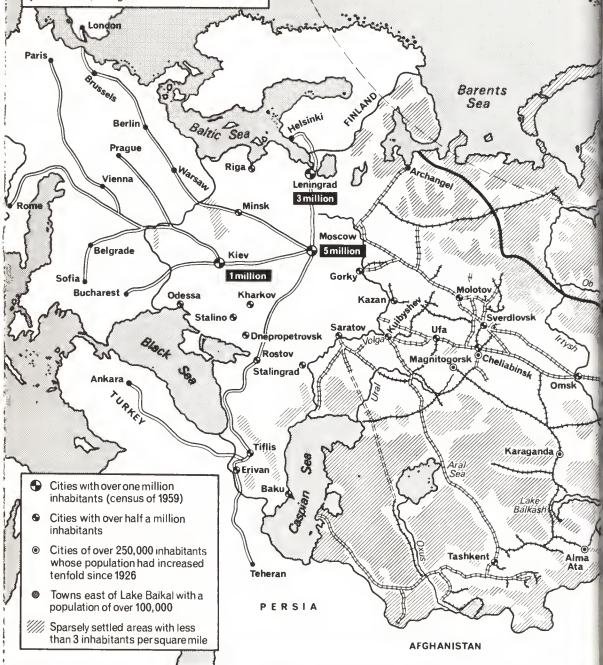 London
Paris
Brussels
Berlin
Prague
Vienna
Warsaw
Rome
Belgrade
Sofia
Bucharest
Baltic Sea
Helsinki
FINLAND
Barents
Sea
Riga
Leningrad
3 million
Archangel
Minsk
Moscow
5 million
Kiev
1 million
Gorky
Kazan
Kuibyshev
Molotov
Sverdlovsk
Ob
Irtysh
Odessa
Kharkov
Stalino
Dnepropetrovsk
Rostov
Stalingrad
Saratov
Volga
Ufa
Magnitogorsk
Cheliabinsk
Omsk
Ural
Black Sea
Ankara
TURKEY
Tiflis
Erivan
Baku
Caspian Sea
Aral
Sea
Oxus
Karaganda
Lake
Balkash
Tashkent
Alma
Ata
Teheran
PERSIA
AFGHANISTAN
Cities with over one million
inhabitants (census of 1959)
Cities with over half a million
inhabitants
Cities of over 250,000 inhabitants
whose population had increased
tenfold since 1926
Towns east of Lake Baikal with a
population of over 100,000
Sparsely settled areas with less
than 3 inhabitants per square mile